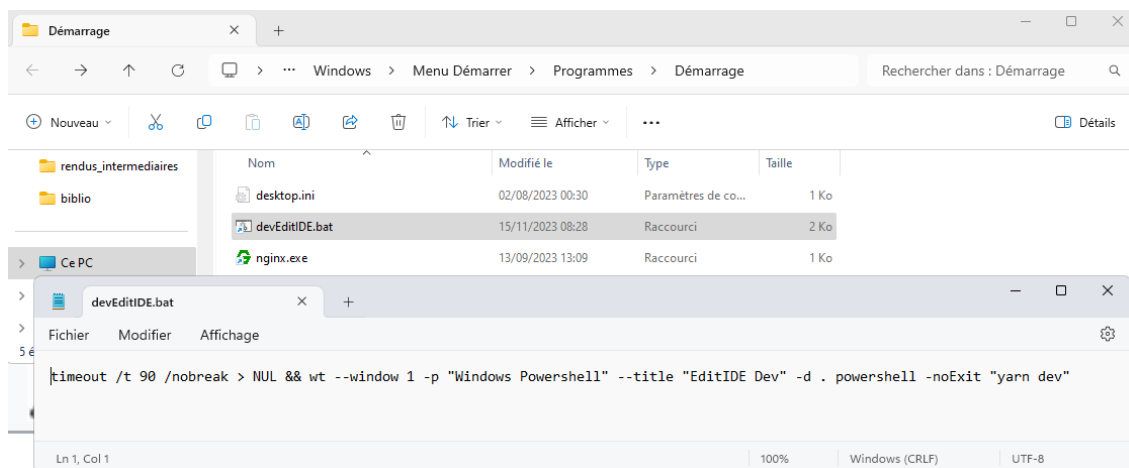 Démarrage
Windows > Menu Démarrer > Programmes > Démarrage
Rechercher dans : Démarrage
Nouveau
Trier
Afficher
Détails
rendus_intermediaires
biblio
Ce PC
Nom Modifié le Type Taille
desktop.ini 02/08/2023 00:30 Paramètres de co... 1 Ko
devEditIDE.bat 15/11/2023 08:28 Raccourci 2 Ko
nginx.exe 13/09/2023 13:09 Raccourci 1 Ko
5 é
devEditIDE.bat
Fichier Modifier Affichage
timeout /t 90 /nobreak > NUL && wt --window 1 -p "Windows Powershell" --title "EditIDE Dev" -d . powershell -noExit "yarn dev"
Ln 1, Col 1 100% Windows (CRLF) UTF-8